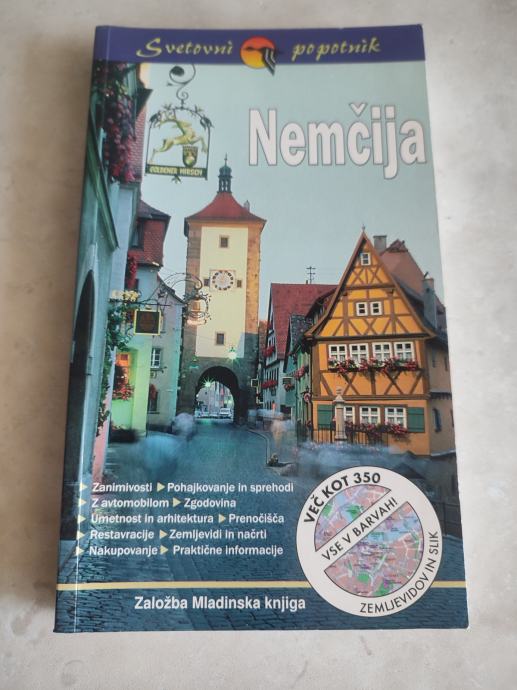 Svetovni popotnik
GOLDENER HIRSCH
Nemčija
Zanimivosti Pohajkovanje in sprehodi
Z avtomobilom Zgodovina
Umetnost in arhitektura Prenočišča
Restavracije Zemljevidi in načrti
Nakupovanje Praktične informacije
VEČ KOT 350
VSE V BARVAH!
ZEMLJEVIDOV IN SLIK
Založba Mladinska knjiga